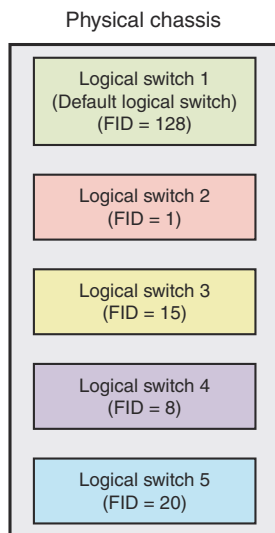 Physical chassis
Logical switch 1
(Default logical switch)
(FID = 128)
Logical switch 2
(FID = 1)
Logical switch 3
(FID = 15)
Logical switch 4
(FID = 8)
Logical switch 5
(FID = 20)